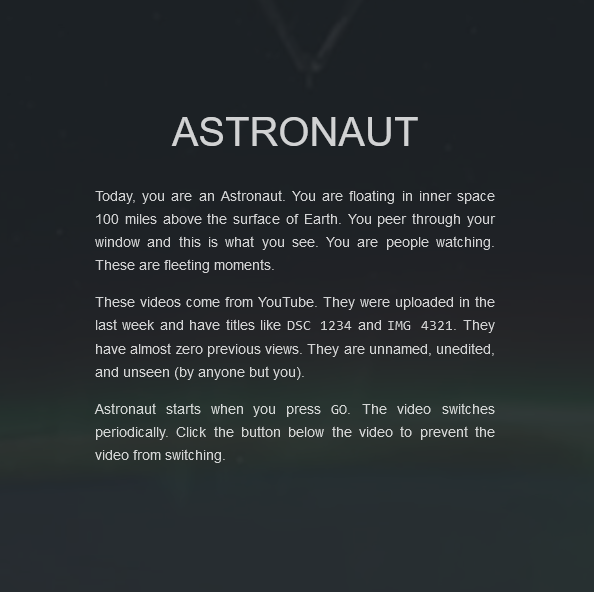 ASTRONAUT
Today, you are an Astronaut. You are floating in inner space
100 miles above the surface of Earth. You peer through your
window and this is what you see. You are people watching.
These are fleeting moments.
These videos come from YouTube. They were uploaded in the
last week and have titles like DSC 1234 and IMG 4321. They
have almost zero previous views. They are unnamed, unedited,
and unseen (by anyone but you).
Astronaut starts when you press GO. The video switches
periodically. Click the button below the video to prevent the
video from switching.